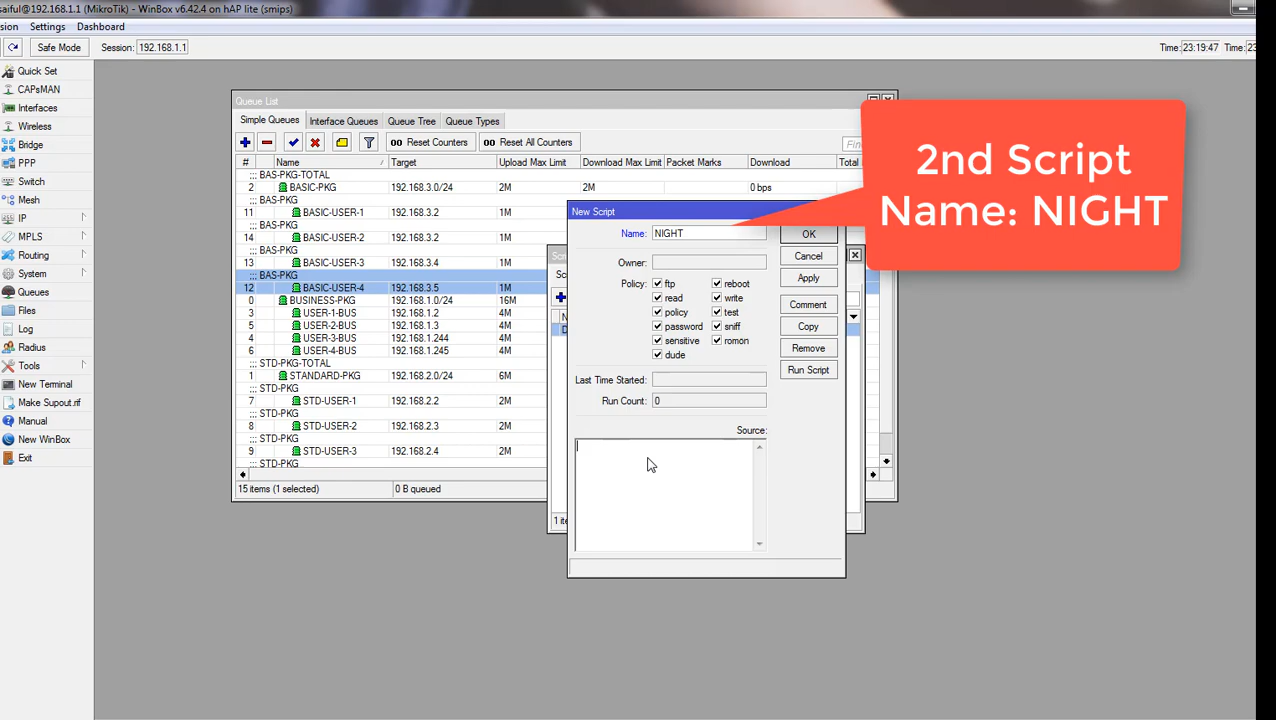 saiful@192.168.1.1 (MikroTik) - WinBox v6.42.4 on hAP lite (smips)
Settings Dashboard
Safe Mode Session: 192.168.1.1 Time: 23:19:47
Quick Set
CAPsMAN
Interfaces
Wireless
Bridge
PPP
Switch
Mesh
IP
MPLS
Routing
System
Queues
Files
Log
Radius
Tools
New Terminal
Make Supout.rif
Manual
New WinBox
Exit
Queue List
Simple Queues Interface Queues Queue Tree Queue Types
00 Reset Counters 00 Reset All Counters
# Name Target Upload Max Limit Download Max Limit Packet Marks Download
;;; BAS-PKG-TOTAL
2 BASIC-PKG 192.168.3.0/24 2M 2M 0 bps
;;; BAS-PKG
11 BASIC-USER-1 192.168.3.2 1M
;;; BAS-PKG
14 BASIC-USER-2 192.168.3.2 1M
;;; BAS-PKG
13 BASIC-USER-3 192.168.3.4 1M
;;; BAS-PKG
12 BASIC-USER-4 192.168.3.5 1M
0 BUSINESS-PKG 192.168.1.0/24 16M
3 USER-1-BUS 192.168.1.2 4M
5 USER-2-BUS 192.168.1.3 4M
4 USER-3-BUS 192.168.1.244 4M
6 USER-4-BUS 192.168.1.245 4M
;;; STD-PKG-TOTAL
1 STANDARD-PKG 192.168.2.0/24 6M
;;; STD-PKG
7 STD-USER-1 192.168.2.2 2M
;;; STD-PKG
8 STD-USER-2 192.168.2.3 2M
;;; STD-PKG
9 STD-USER-3 192.168.2.4 2M
;;; STD-PKG
15 items (1 selected) 0 B queued
New Script
Name: NIGHT
Owner:
Policy: ftp reboot
read write
policy test
password sniff
sensitive romon
dude
Last Time Started:
Run Count: 0
Source:
OK
Cancel
Apply
Comment
Copy
Remove
Run Script
2nd Script
Name: NIGHT